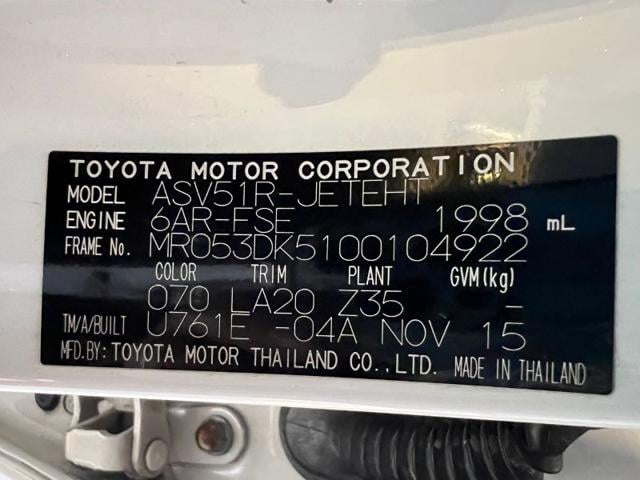 TOYOTA MOTOR CORPORATION
MODEL ASV51R-JETEHT
ENGINE 6AR-FSE 1998 mL
FRAME No. MR053DK5100104922
COLOR TRIM PLANT GVM(kg)
070 LA20 Z35 -
TM/A/BUILT U761E -04A NOV 15
MFD.BY: TOYOTA MOTOR THAILAND CO.,LTD. MADE IN THAILAND